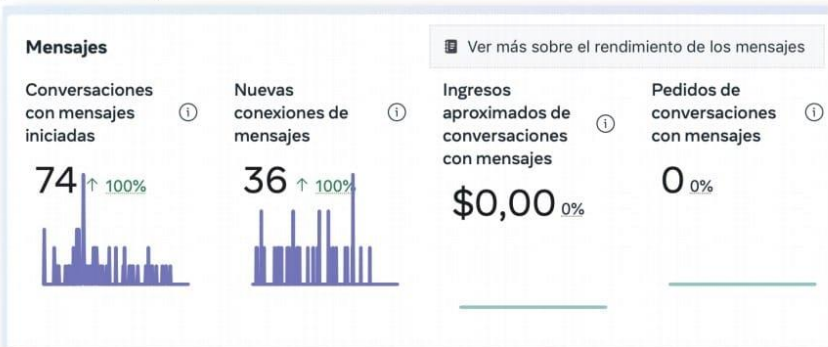 Mensajes
Ver más sobre el rendimiento de los mensajes
Conversaciones
con mensajes
iniciadas
74 ↑ 100%
Nuevas
conexiones de
mensajes
36 ↑ 100%
Ingresos
aproximados de
conversaciones
con mensajes
$0,00 0%
Pedidos de
conversaciones
con mensajes
0 0%